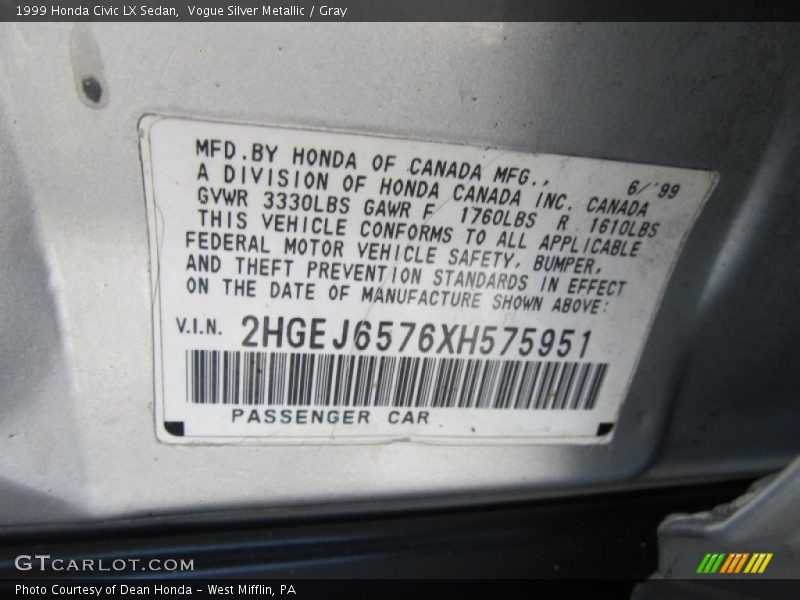 1999 Honda Civic LX Sedan, Vogue Silver Metallic / Gray
MFD.BY HONDA OF CANADA MFG., 6/'99
A DIVISION OF HONDA CANADA INC. CANADA
GVWR 3330LBS GAWR F 1760LBS R 1610LBS
THIS VEHICLE CONFORMS TO ALL APPLICABLE
FEDERAL MOTOR VEHICLE SAFETY, BUMPER,
AND THEFT PREVENTION STANDARDS IN EFFECT
ON THE DATE OF MANUFACTURE SHOWN ABOVE:
V.I.N. 2HGEJ6576XH575951
PASSENGER CAR
GTCARLOT.COM
Photo Courtesy of Dean Honda - West Mifflin, PA